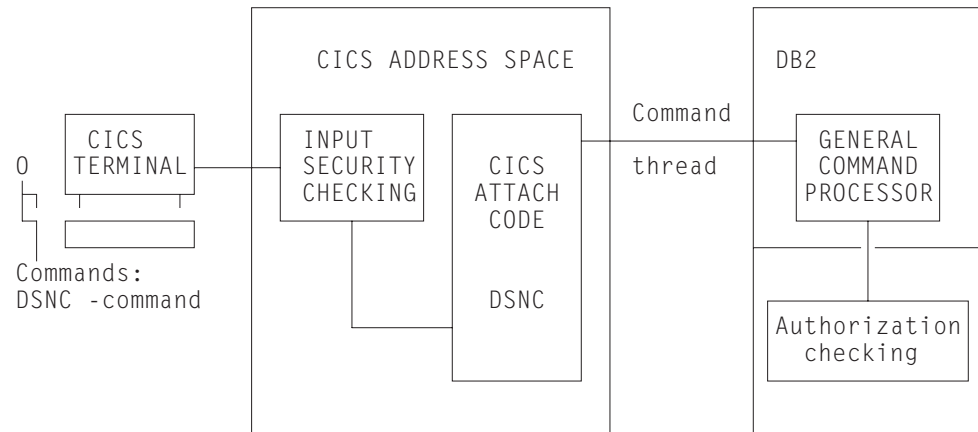 CICS ADDRESS SPACE
DB2
CICS
TERMINAL
INPUT
SECURITY
CHECKING
CICS
ATTACH
CODE
DSNC
Command
thread
GENERAL
COMMAND
PROCESSOR
Commands:
DSNC -command
Authorization
checking